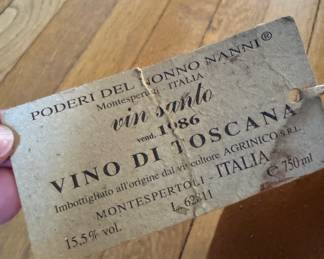 PODERI DEL NONNO NANNI®
Montespertoli ITALIA
vin santo
vend. 1986
VINO DI TOSCANA
Imbottigliato all'origine dal viticoltore AGRINICO S.R.L.
MONTESPERTOLI - ITALIA
15,5% vol. L. 62311 e 750 ml